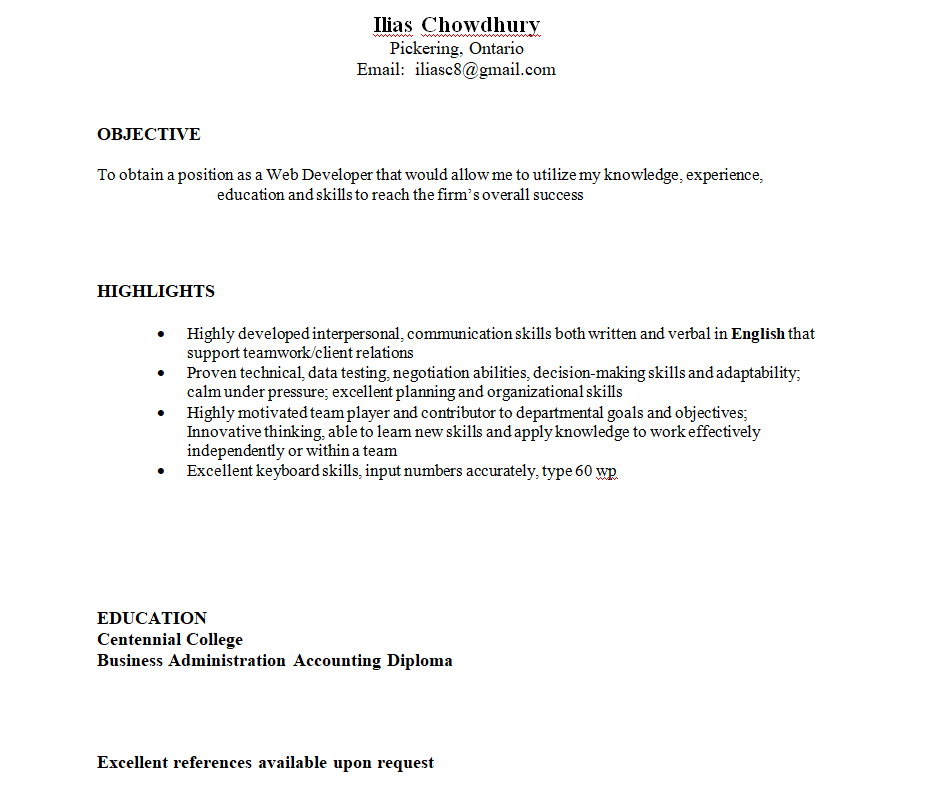 Ilias Chowdhury
Pickering, Ontario
Email: iliasc8@gmail.com
OBJECTIVE
To obtain a position as a Web Developer that would allow me to utilize my knowledge, experience,
education and skills to reach the firm’s overall success
HIGHLIGHTS
• Highly developed interpersonal, communication skills both written and verbal in English that
support teamwork/client relations
• Proven technical, data testing, negotiation abilities, decision-making skills and adaptability;
calm under pressure; excellent planning and organizational skills
• Highly motivated team player and contributor to departmental goals and objectives;
Innovative thinking, able to learn new skills and apply knowledge to work effectively
independently or within a team
• Excellent keyboard skills, input numbers accurately, type 60 wp
EDUCATION
Centennial College
Business Administration Accounting Diploma
Excellent references available upon request